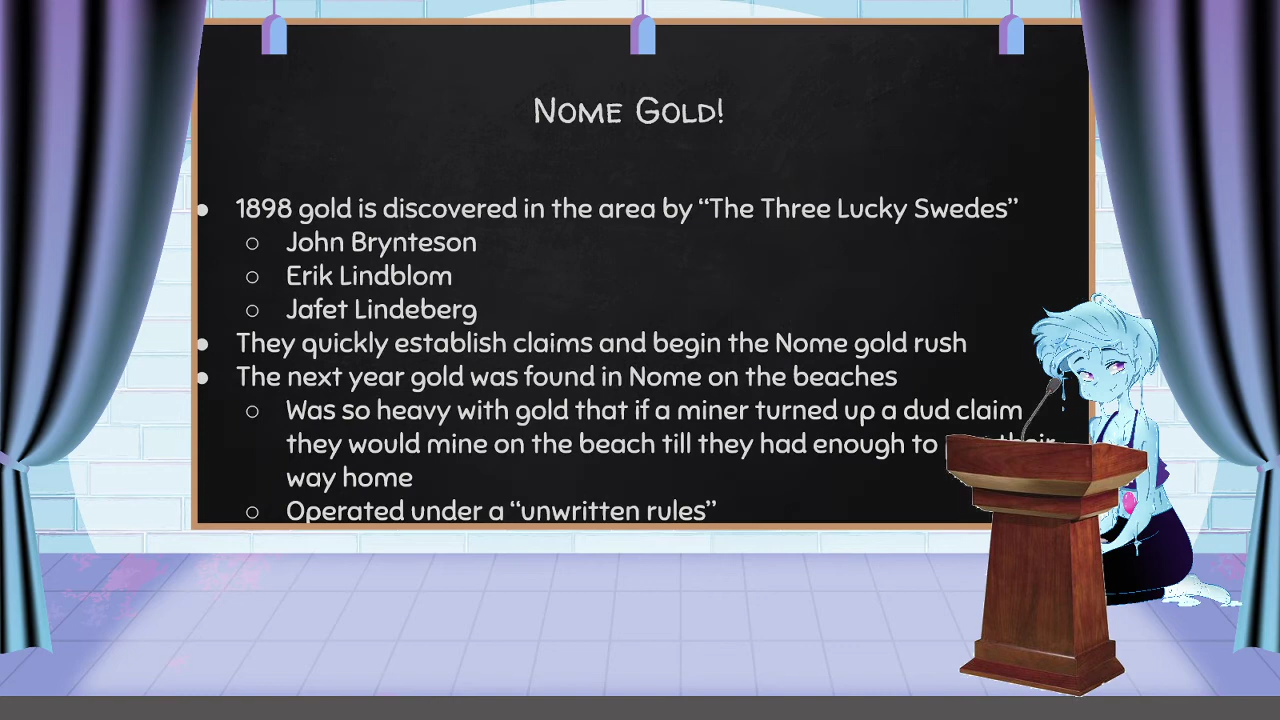 Nome Gold!
● 1898 gold is discovered in the area by “The Three Lucky Swedes”
○ John Brynteson
○ Erik Lindblom
○ Jafet Lindeberg
● They quickly establish claims and begin the Nome gold rush
● The next year gold was found in Nome on the beaches
○ Was so heavy with gold that if a miner turned up a dud claim
they would mine on the beach till they had enough to their
way home
○ Operated under a “unwritten rules”